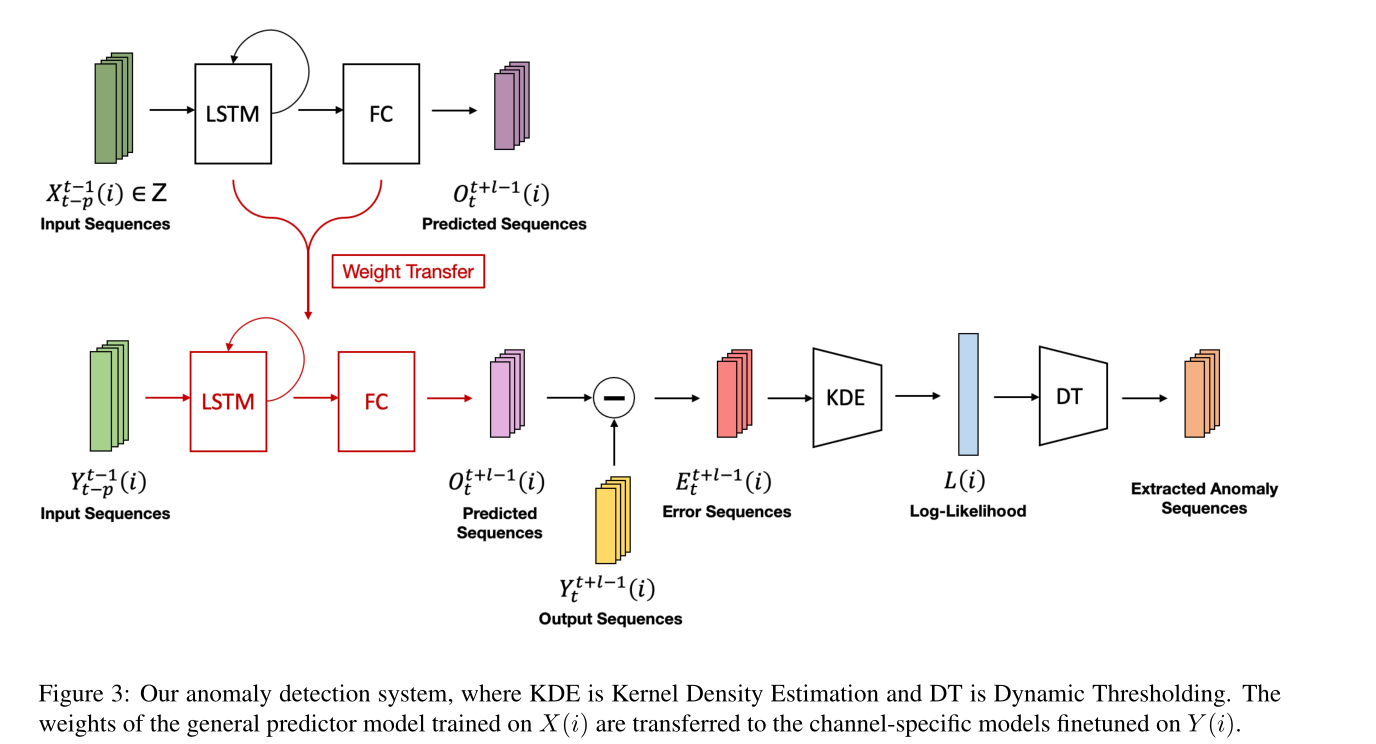 LSTM
FC
X_{t-p}^{t-1}(i) ∈ Z
Input Sequences
O_t^{t+l-1}(i)
Predicted Sequences
Weight Transfer
LSTM
FC
−
KDE
DT
Y_{t-p}^{t-1}(i)
Input Sequences
O_t^{t+l-1}(i)
Predicted
Sequences
E_t^{t+l-1}(i)
Error Sequences
L(i)
Log-Likelihood
Extracted Anomaly
Sequences
Y_t^{t+l-1}(i)
Output Sequences
Figure 3: Our anomaly detection system, where KDE is Kernel Density Estimation and DT is Dynamic Thresholding. The
weights of the general predictor model trained on X(i) are transferred to the channel-specific models finetuned on Y(i).